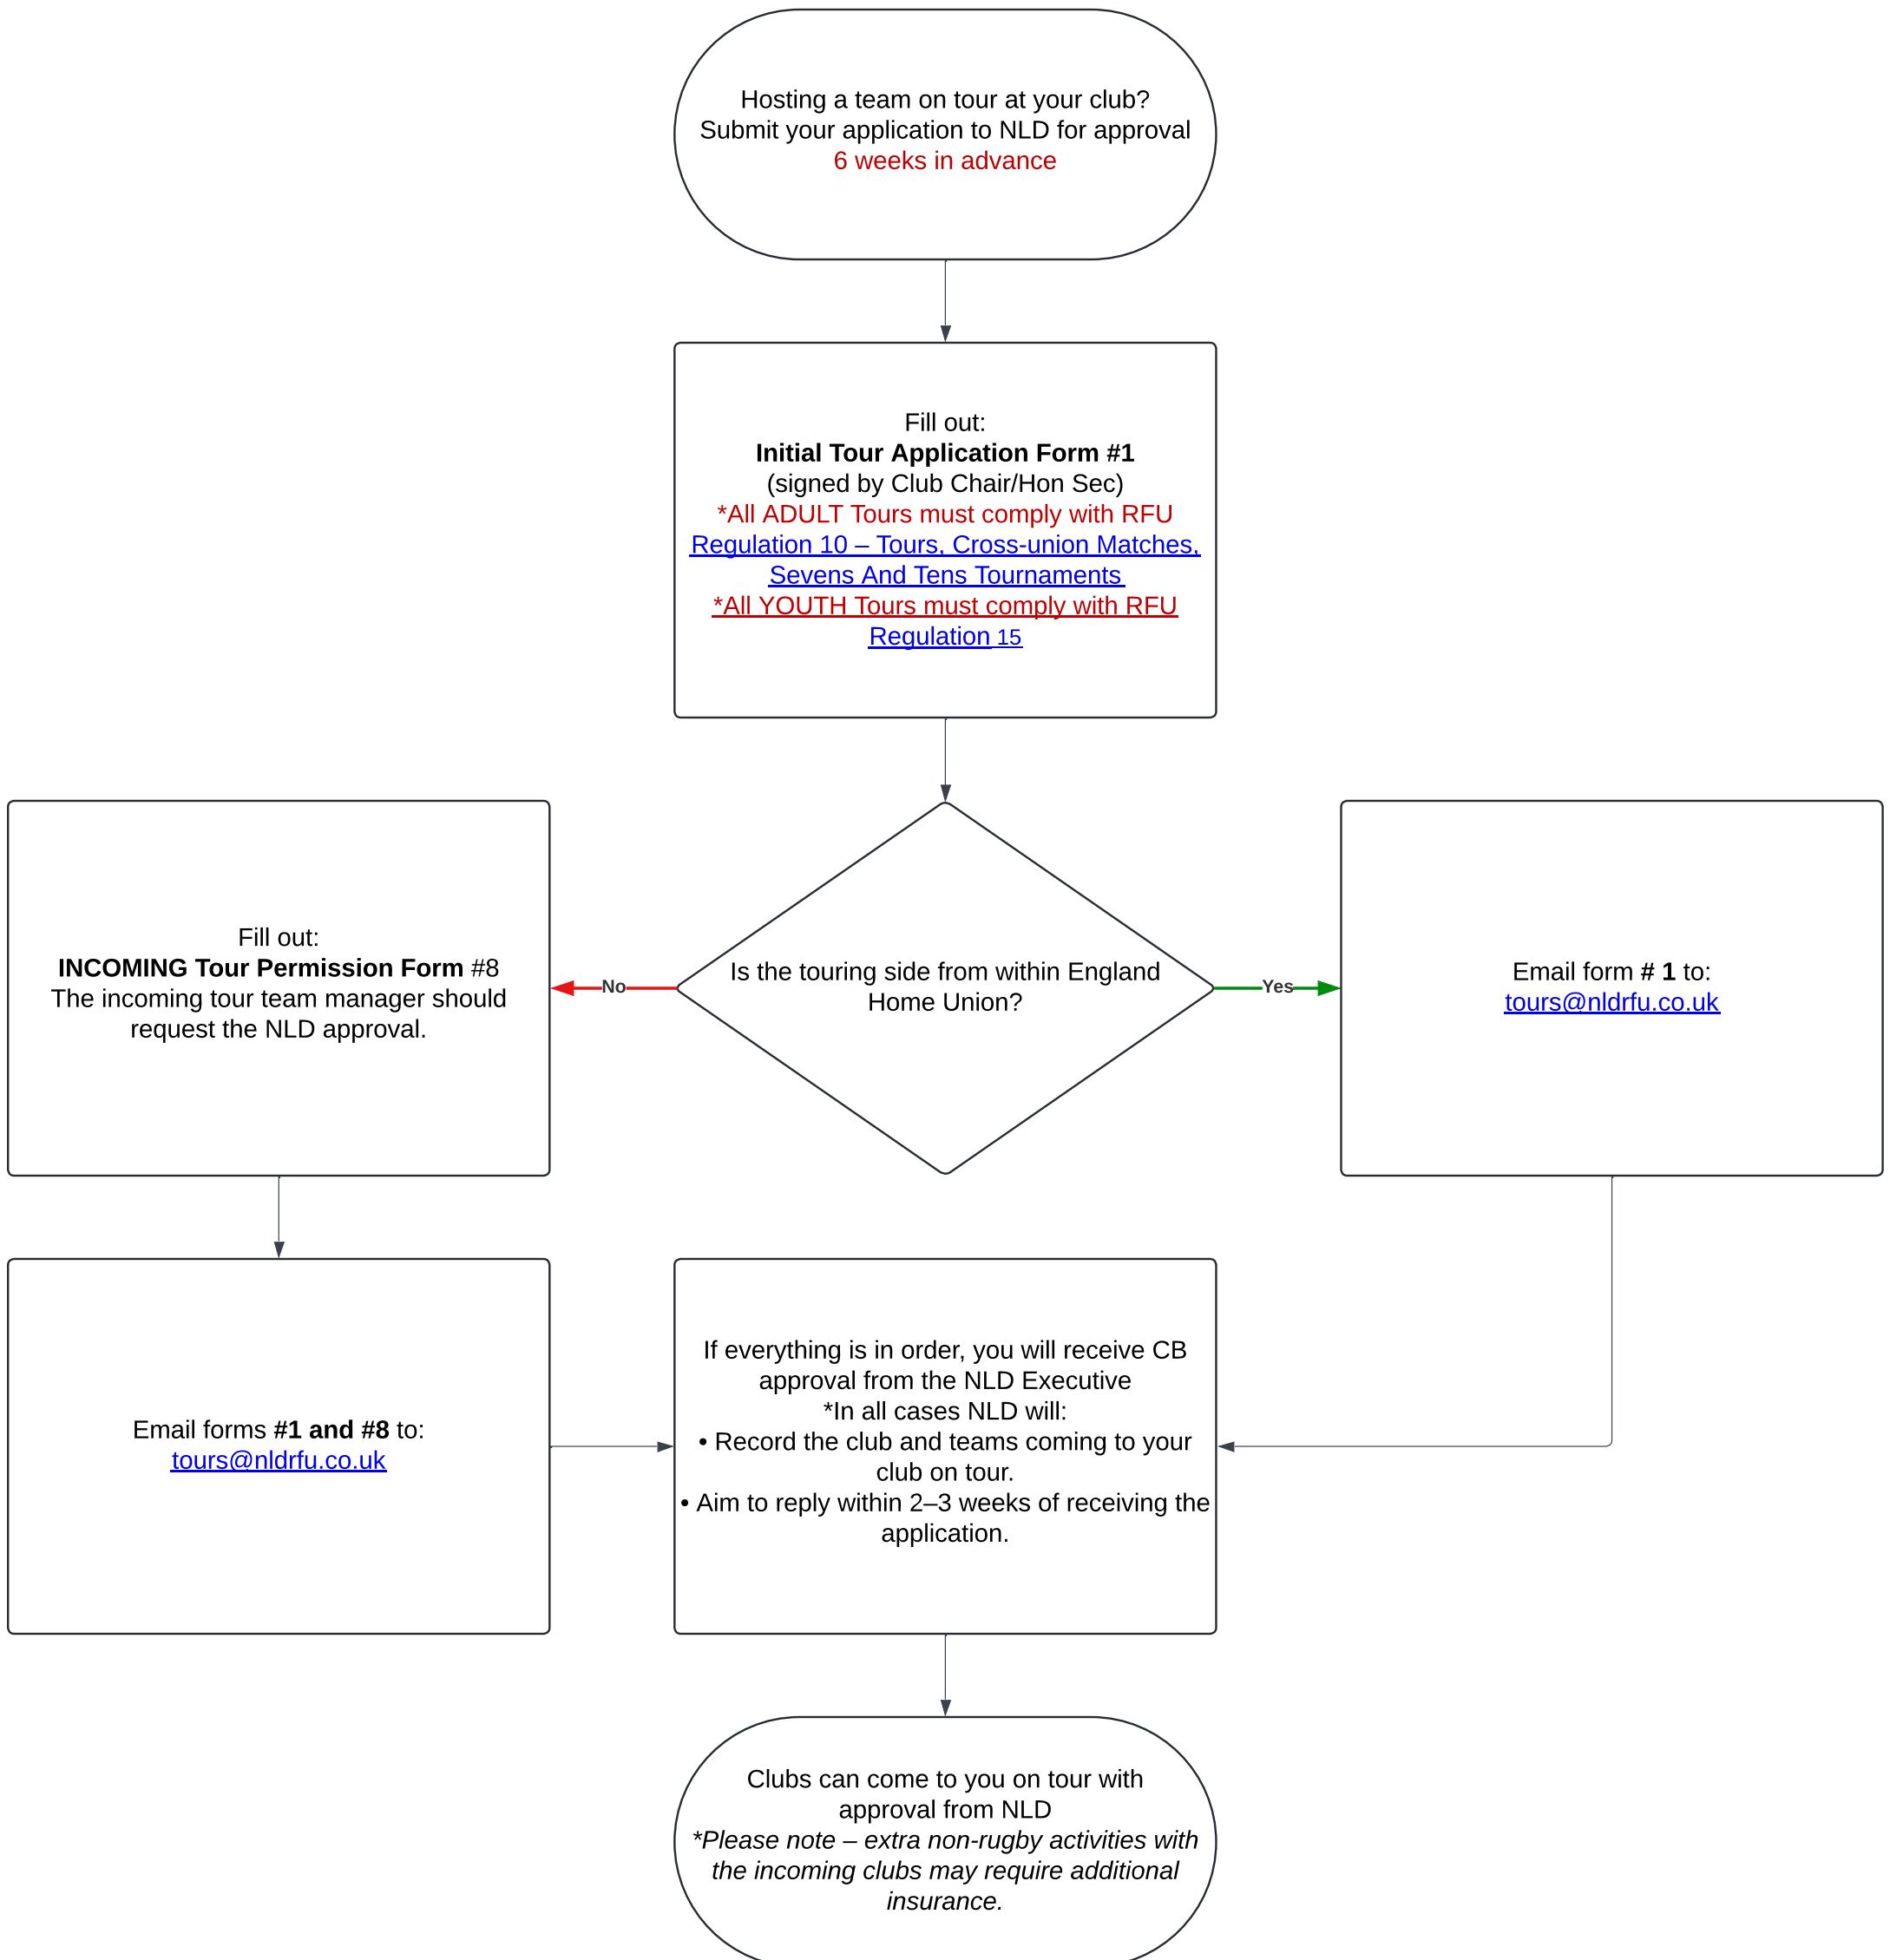 Hosting a team on tour at your club?
Submit your application to NLD for approval
6 weeks in advance
Fill out:
Initial Tour Application Form #1
(signed by Club Chair/Hon Sec)
*All ADULT Tours must comply with RFU
Regulation 10 – Tours, Cross-union Matches,
Sevens And Tens Tournaments
*All YOUTH Tours must comply with RFU
Regulation 15
Fill out:
INCOMING Tour Permission Form #8
The incoming tour team manager should
request the NLD approval.
No
Is the touring side from within England
Home Union?
Yes
Email form # 1 to:
tours@nldrfu.co.uk
Email forms #1 and #8 to:
tours@nldrfu.co.uk
If everything is in order, you will receive CB
approval from the NLD Executive
*In all cases NLD will:
• Record the club and teams coming to your
club on tour.
• Aim to reply within 2–3 weeks of receiving the
application.
Clubs can come to you on tour with
approval from NLD
*Please note – extra non-rugby activities with
the incoming clubs may require additional
insurance.